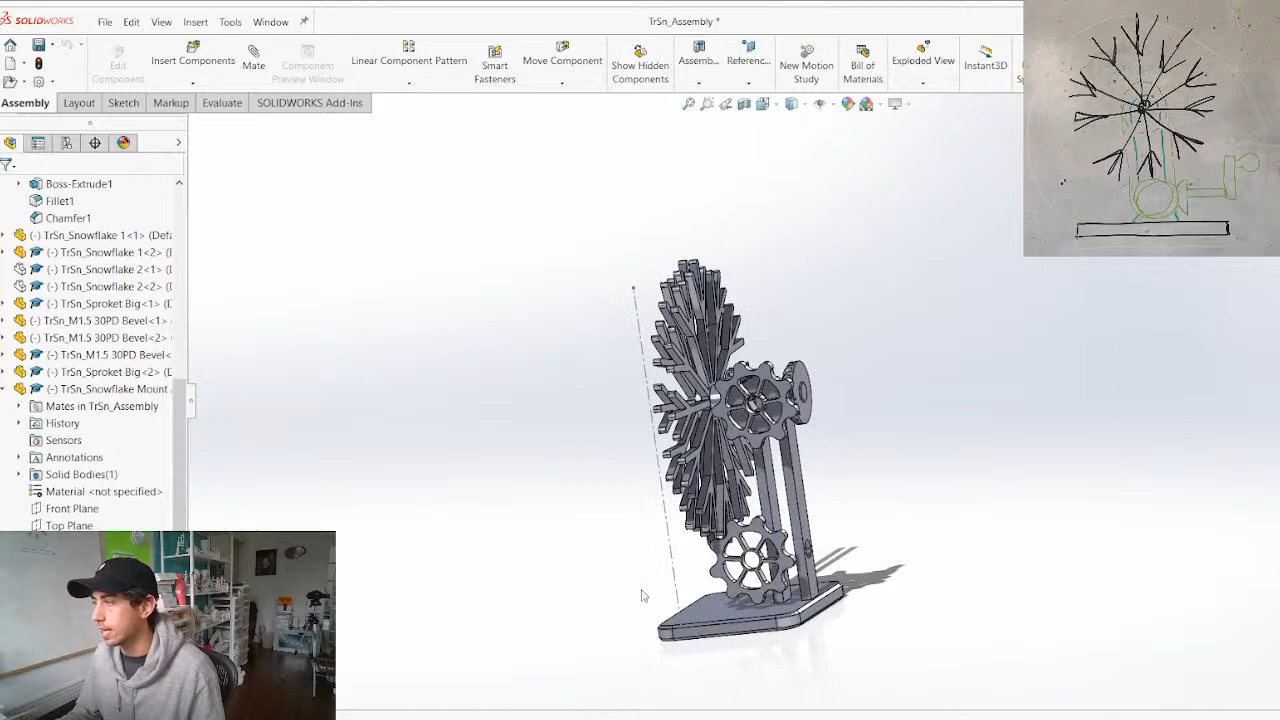 SOLIDWORKS File Edit View Insert Tools Window TrSn_Assembly *
Edit Component
Insert Components
Mate
Component Preview Window
Linear Component Pattern
Smart Fasteners
Move Component
Show Hidden Components
Assemb...
Referenc...
New Motion Study
Bill of Materials
Exploded View
Instant3D
Assembly Layout Sketch Markup Evaluate SOLIDWORKS Add-Ins
Boss-Extrude1
Fillet1
Chamfer1
(-) TrSn_Snowflake 1<1> (Defa
(-) TrSn_Snowflake 1<2> (D
(-) TrSn_Snowflake 2<1> (D
(-) TrSn_Snowflake 2<2> (D
(-) TrSn_Sproket Big<1> (D
(-) TrSn_M1.5 30PD Bevel<1> (
(-) TrSn_M1.5 30PD Bevel<2> (
(-) TrSn_M1.5 30PD Bevel<
(-) TrSn_Sproket Big<2> (D
(-) TrSn_Snowflake Mount
Mates in TrSn_Assembly
History
Sensors
Annotations
Solid Bodies(1)
Material <not specified>
Front Plane
Top Plane